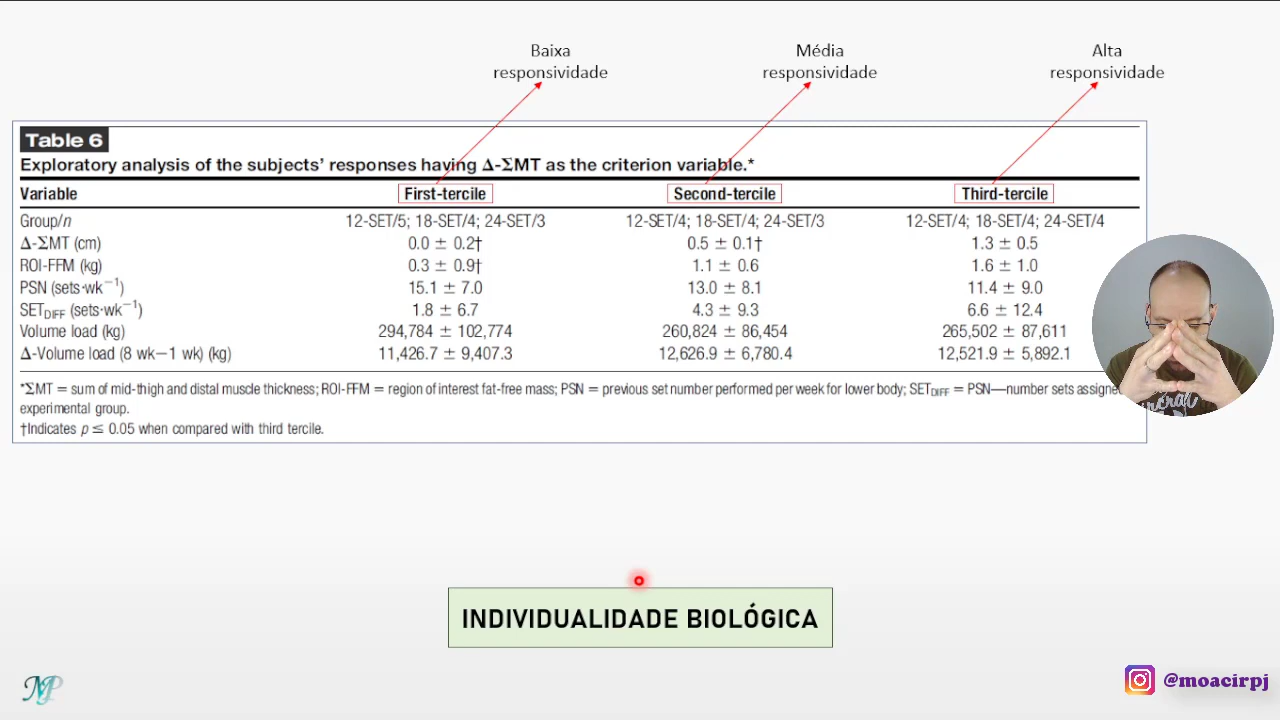 Baixa
responsividade
Média
responsividade
Alta
responsividade
Table 6
Exploratory analysis of the subjects' responses having Δ-ΣMT as the criterion variable.*
Variable First-tercile Second-tercile Third-tercile
Group/n 12-SET/5; 18-SET/4; 24-SET/3 12-SET/4; 18-SET/4; 24-SET/3 12-SET/4; 18-SET/4; 24-SET/4
Δ-ΣMT (cm) 0.0 ± 0.2† 0.5 ± 0.1† 1.3 ± 0.5
ROI-FFM (kg) 0.3 ± 0.9† 1.1 ± 0.6 1.6 ± 1.0
PSN (sets·wk⁻¹) 15.1 ± 7.0 13.0 ± 8.1 11.4 ± 9.0
SET_DIFF (sets·wk⁻¹) 1.8 ± 6.7 4.3 ± 9.3 6.6 ± 12.4
Volume load (kg) 294,784 ± 102,774 260,824 ± 86,454 265,502 ± 87,611
Δ-Volume load (8 wk−1 wk) (kg) 11,426.7 ± 9,407.3 12,626.9 ± 6,780.4 12,521.9 ± 5,892.1
*ΣMT = sum of mid-thigh and distal muscle thickness; ROI-FFM = region of interest fat-free mass; PSN = previous set number performed per week for lower body; SET_DIFF = PSN—number sets
experimental group.
†Indicates p ≤ 0.05 when compared with third tercile.
INDIVIDUALIDADE BIOLÓGICA
MP
@moacirpj